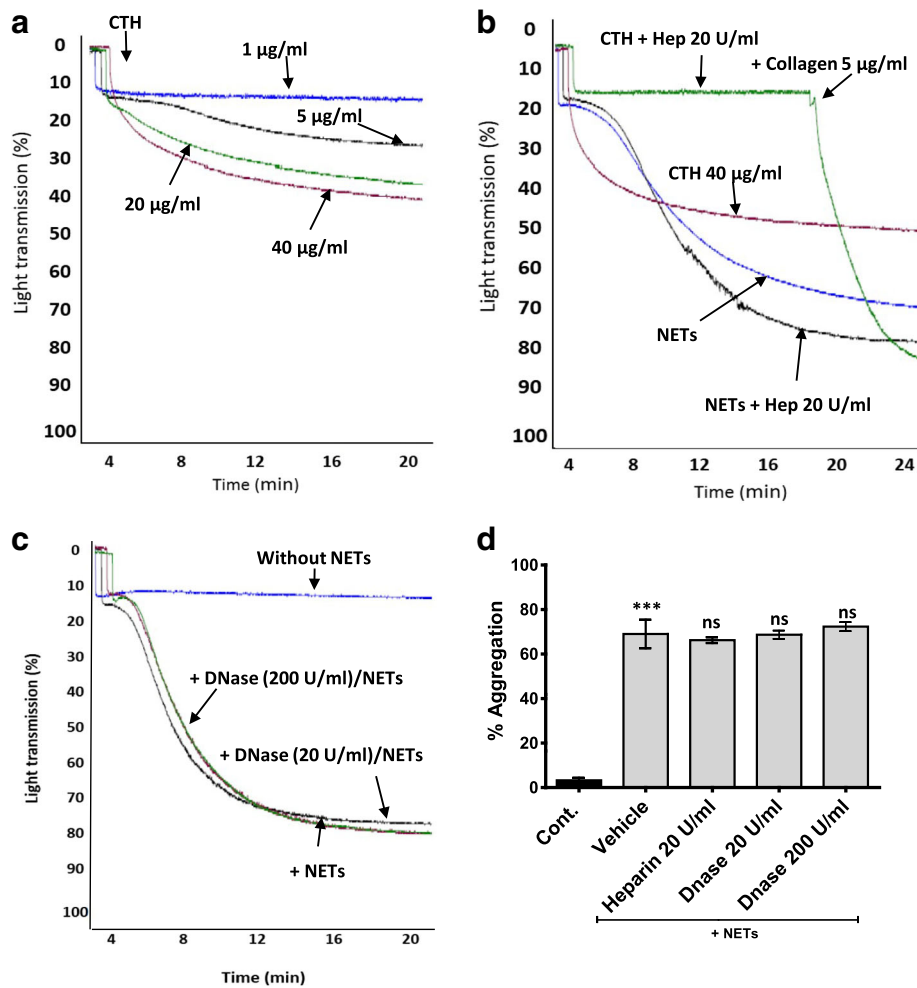 a
CTH
1 µg/ml
5 µg/ml
20 µg/ml
40 µg/ml
Light transmission (%)
0
10
20
30
40
50
60
70
80
90
100
4 8 12 16 20
Time (min)
b
CTH + Hep 20 U/ml
+ Collagen 5 µg/ml
CTH 40 µg/ml
NETs
NETs + Hep 20 U/ml
Light transmission (%)
0
10
20
30
40
50
60
70
80
90
100
4 8 12 16 20 24
Time (min)
c
Without NETs
+ DNase (200 U/ml)/NETs
+ DNase (20 U/ml)/NETs
+ NETs
Light transmission (%)
0
10
20
30
40
50
60
70
80
90
100
4 8 12 16 20
Time (min)
d
% Aggregation
100
80
60
40
20
0
***
ns
ns
ns
Cont.
Vehicle
Heparin 20 U/ml
Dnase 20 U/ml
Dnase 200 U/ml
+ NETs